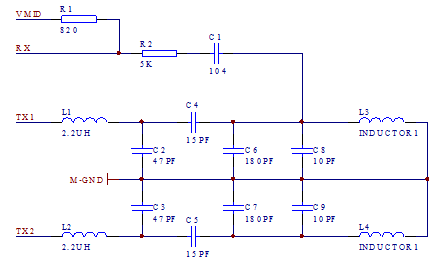 VMID
R1
820
RX
R2
5K
C1
104
TX1
L1
2.2UH
C4
15PF
L3
INDUCTOR1
C2
47PF
C6
180PF
C8
10PF
M-GND
C3
47PF
C7
180PF
C9
10PF
TX2
L2
2.2UH
C5
15PF
L4
INDUCTOR1